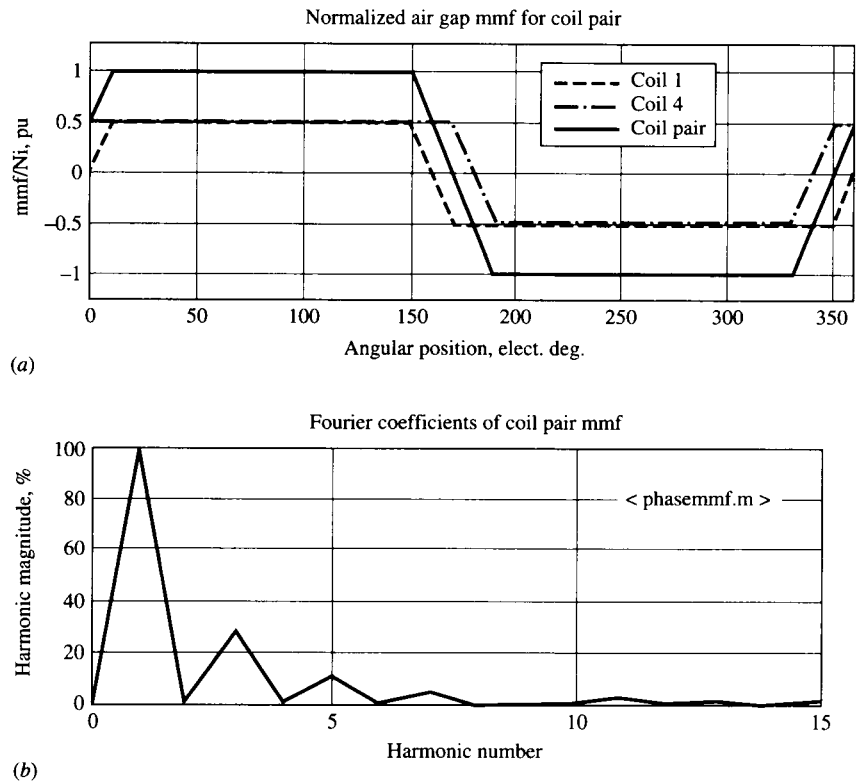 Normalized air gap mmf for coil pair
mmf/Ni, pu
1
0.5
0
−0.5
−1
Coil 1
Coil 4
Coil pair
0
50
100
150
200
250
300
350
Angular position, elect. deg.
(a)
Fourier coefficients of coil pair mmf
Harmonic magnitude, %
100
80
60
40
20
0
< phasemmf.m >
0
5
10
15
Harmonic number
(b)